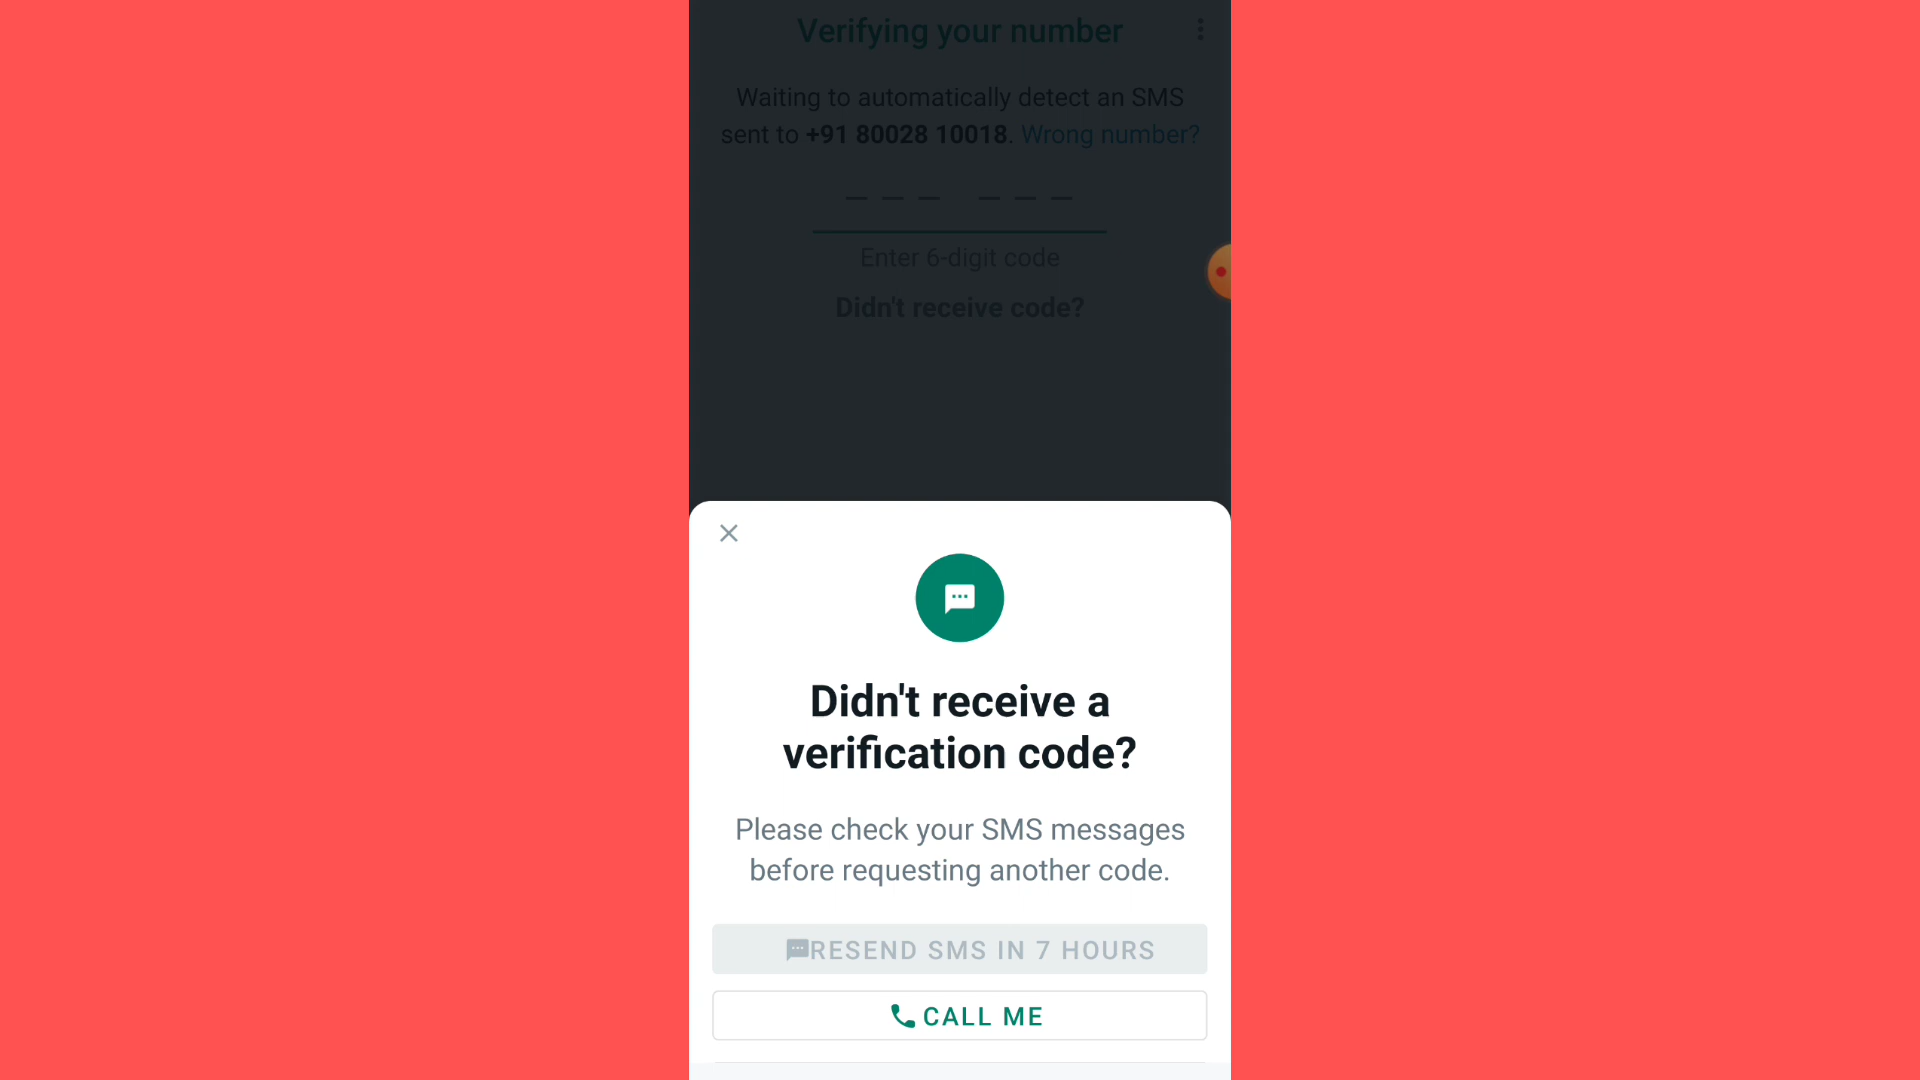 Verifying your number
Waiting to automatically detect an SMS
sent to +91 80028 10018. Wrong number?
Enter 6-digit code
Didn't receive code?
Didn't receive a
verification code?
Please check your SMS messages
before requesting another code.
RESEND SMS IN 7 HOURS
CALL ME